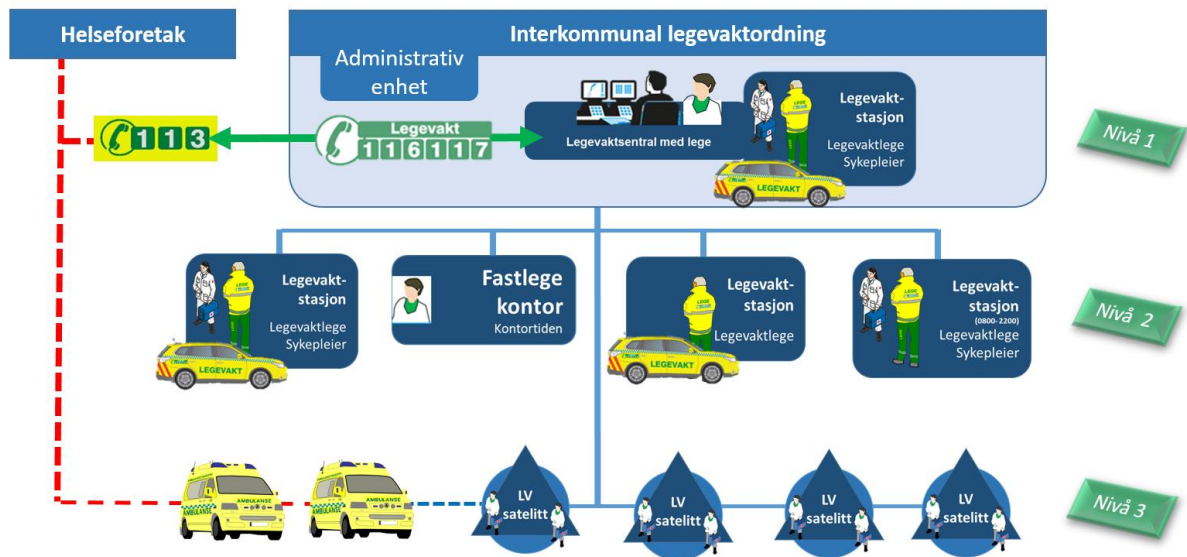 Helseforetak
Interkommunal legevaktordning
Administrativ
enhet
113
Legevakt
116117
Legevaktsentral med lege
Legevakt-
stasjon
Legevaktlege
Sykepleier
LEGEVAKT
Nivå 1
Legevakt-
stasjon
Legevaktlege
Sykepleier
LEGEVAKT
Fastlege
kontor
Kontortiden
Legevakt-
stasjon
Legevaktlege
LEGEVAKT
Legevakt-
stasjon
(0800-2200)
Legevaktlege
Sykepleier
Nivå 2
AMBULANSE
AMBULANSE
LV
satelitt
LV
satelitt
LV
satelitt
LV
satelitt
Nivå 3